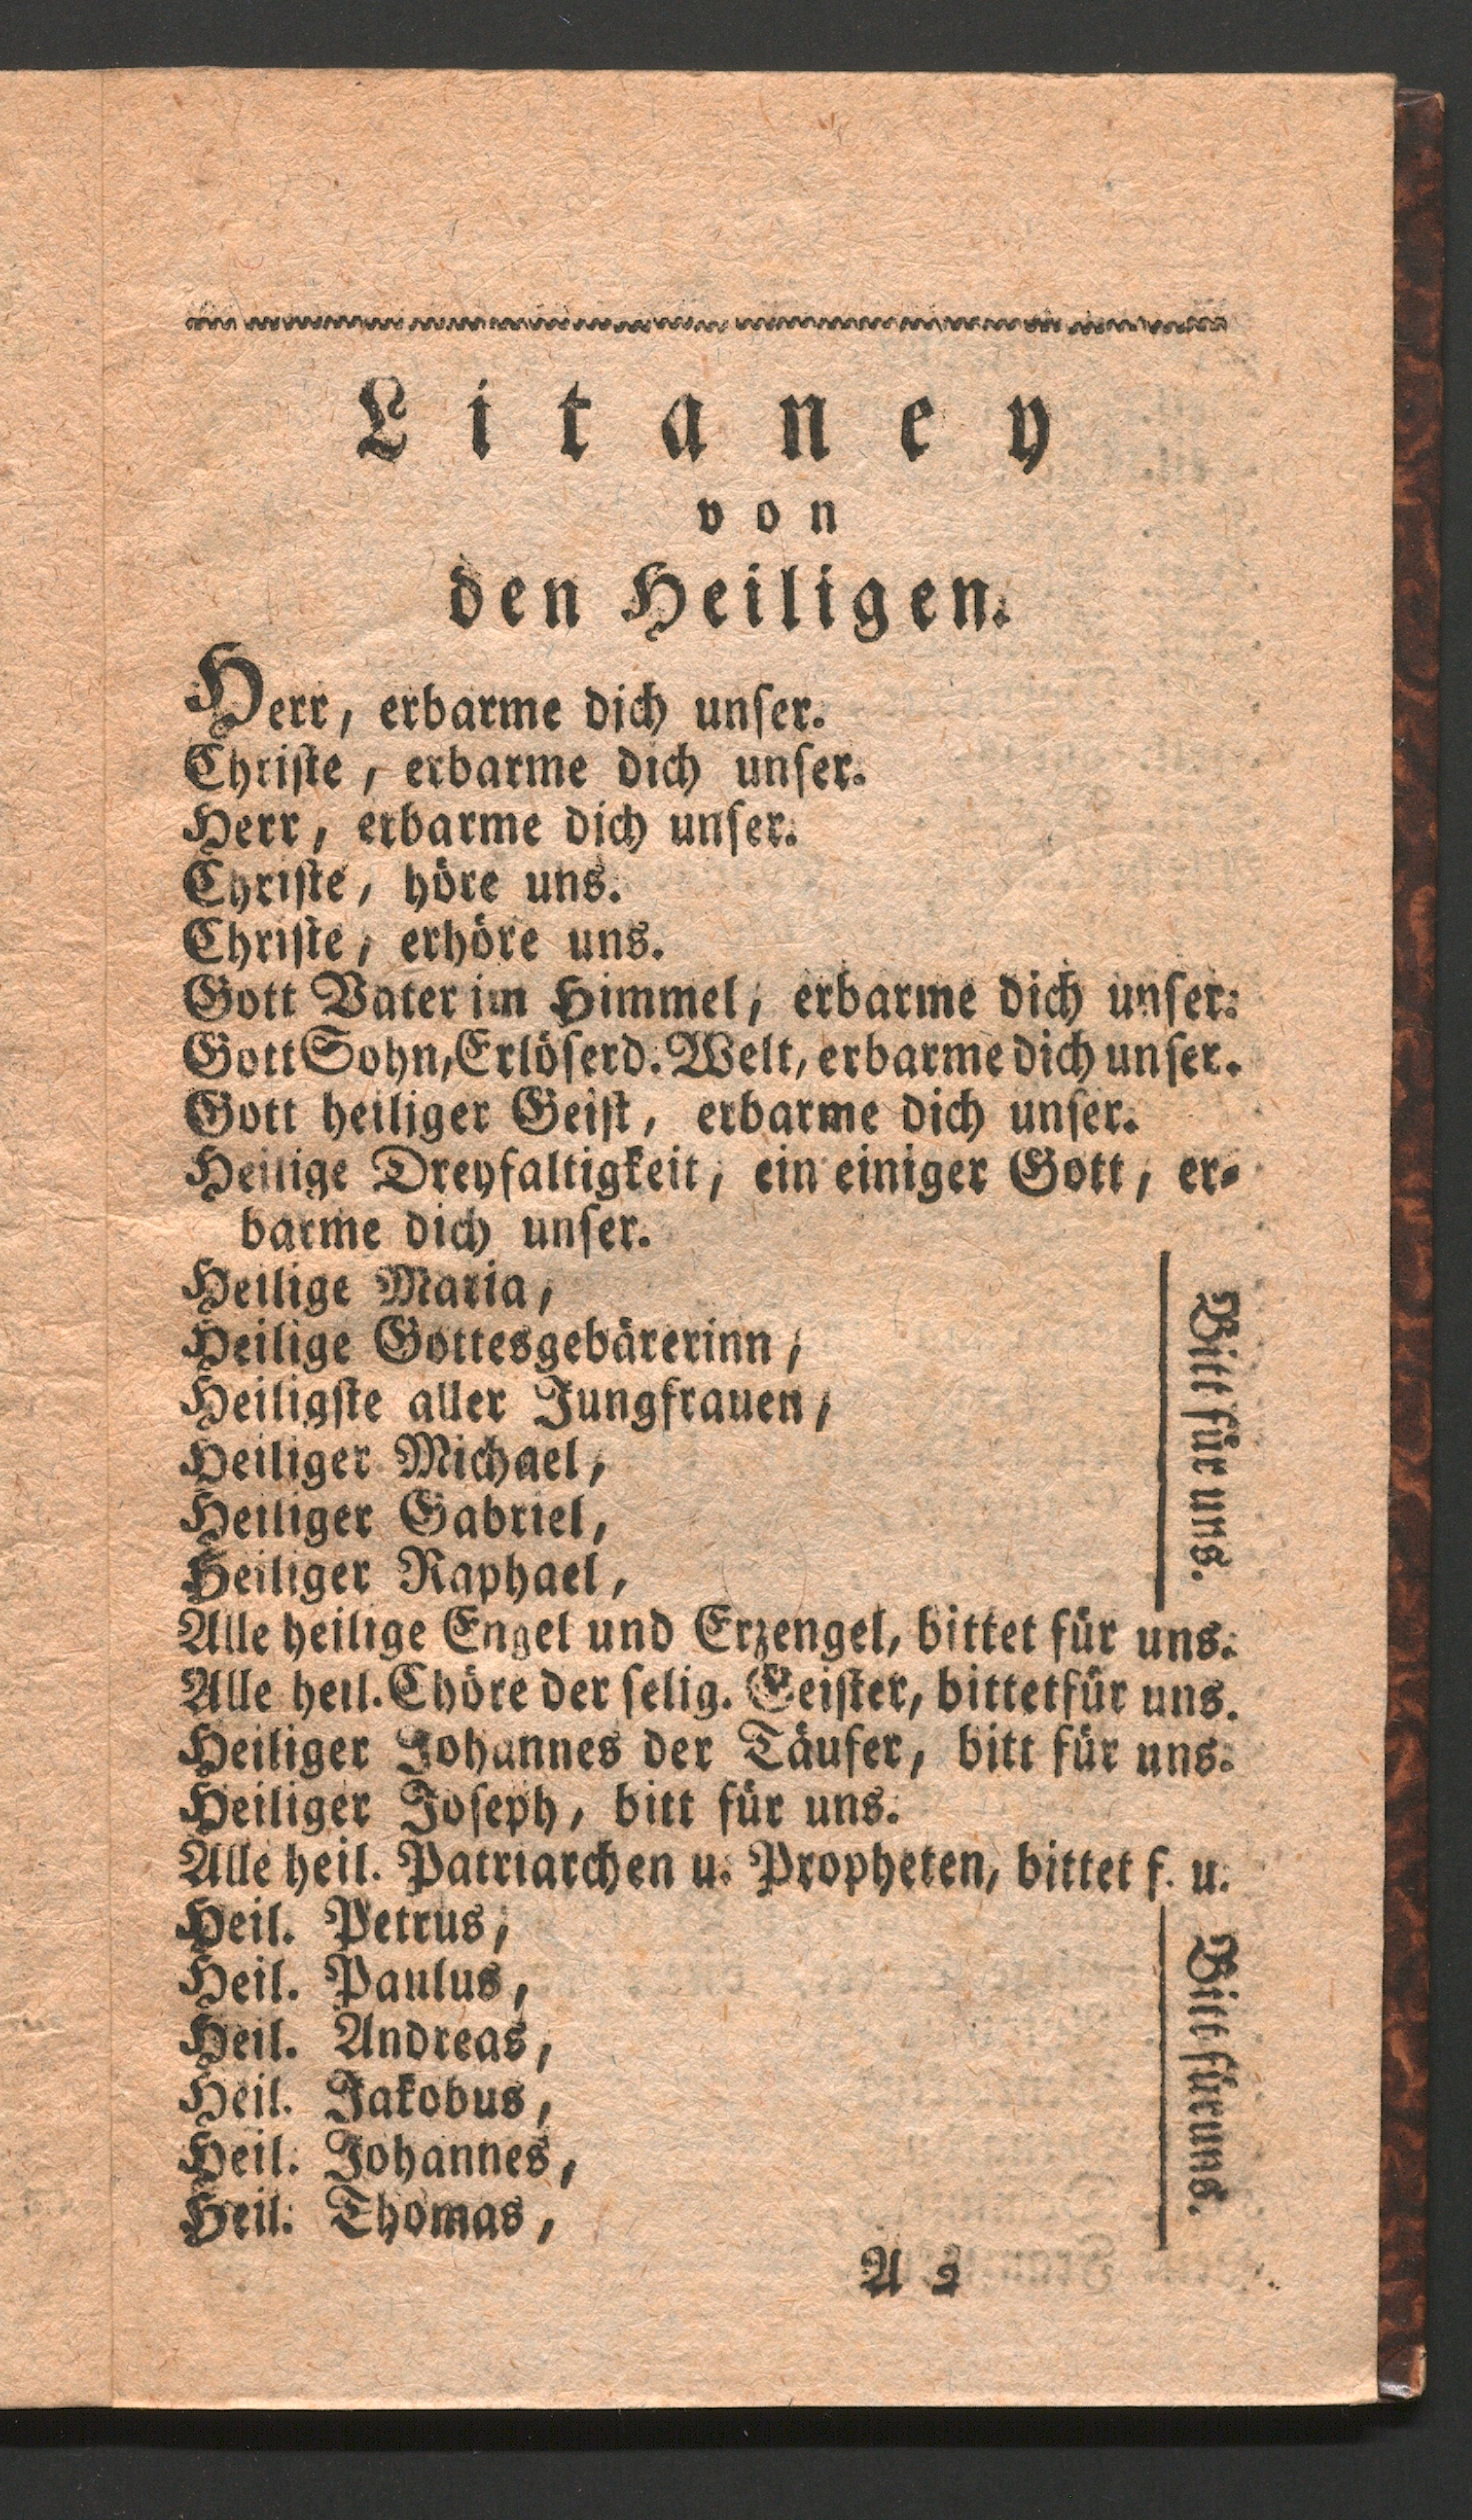 Litaney
von
den Heiligen.
Herr, erbarme dich unser.
Christe, erbarme dich unser.
Herr, erbarme dich unser.
Christe, höre uns.
Christe, erhöre uns.
Gott Vater im Himmel, erbarme dich unser.
Gott Sohn, Erlöser d. Welt, erbarme dich unser.
Gott heiliger Geist, erbarme dich unser.
Heilige Dreyfaltigkeit, ein einiger Gott, er-
barme dich unser.
Heilige Maria,
Heilige Gottesgebärerinn,
Heiligste aller Jungfrauen,
Heiliger Michael,
Heiliger Gabriel,
Heiliger Raphael,
Bitt für uns.
Alle heilige Engel und Erzengel, bittet für uns.
Alle heil. Chöre der selig. Geister, bittet für uns.
Heiliger Johannes der Täufer, bitt für uns.
Heiliger Joseph, bitt für uns.
Alle heil. Patriarchen u. Propheten, bittet f. u.
Heil. Petrus,
Heil. Paulus,
Heil. Andreas,
Heil. Jakobus,
Heil. Johannes,
Heil. Thomas,
Bitt für uns.
A 2